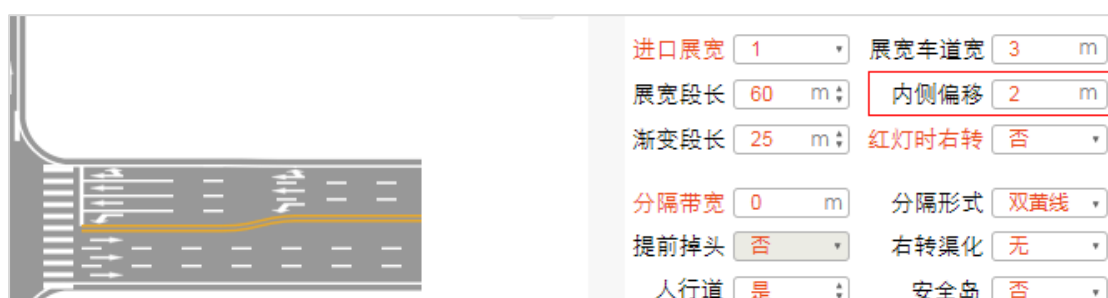 进口展宽 1 展宽车道宽 3 m
展宽段长 60 m 内侧偏移 2 m
渐变段长 25 m 红灯时右转 否
分隔带宽 0 m 分隔形式 双黄线
提前掉头 否 右转渠化 无
人行道 是 安全岛 否